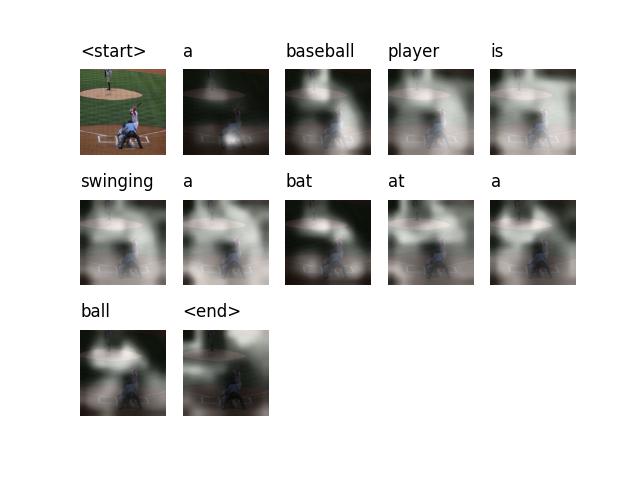 <start> a baseball player is
swinging a bat at a
ball <end>